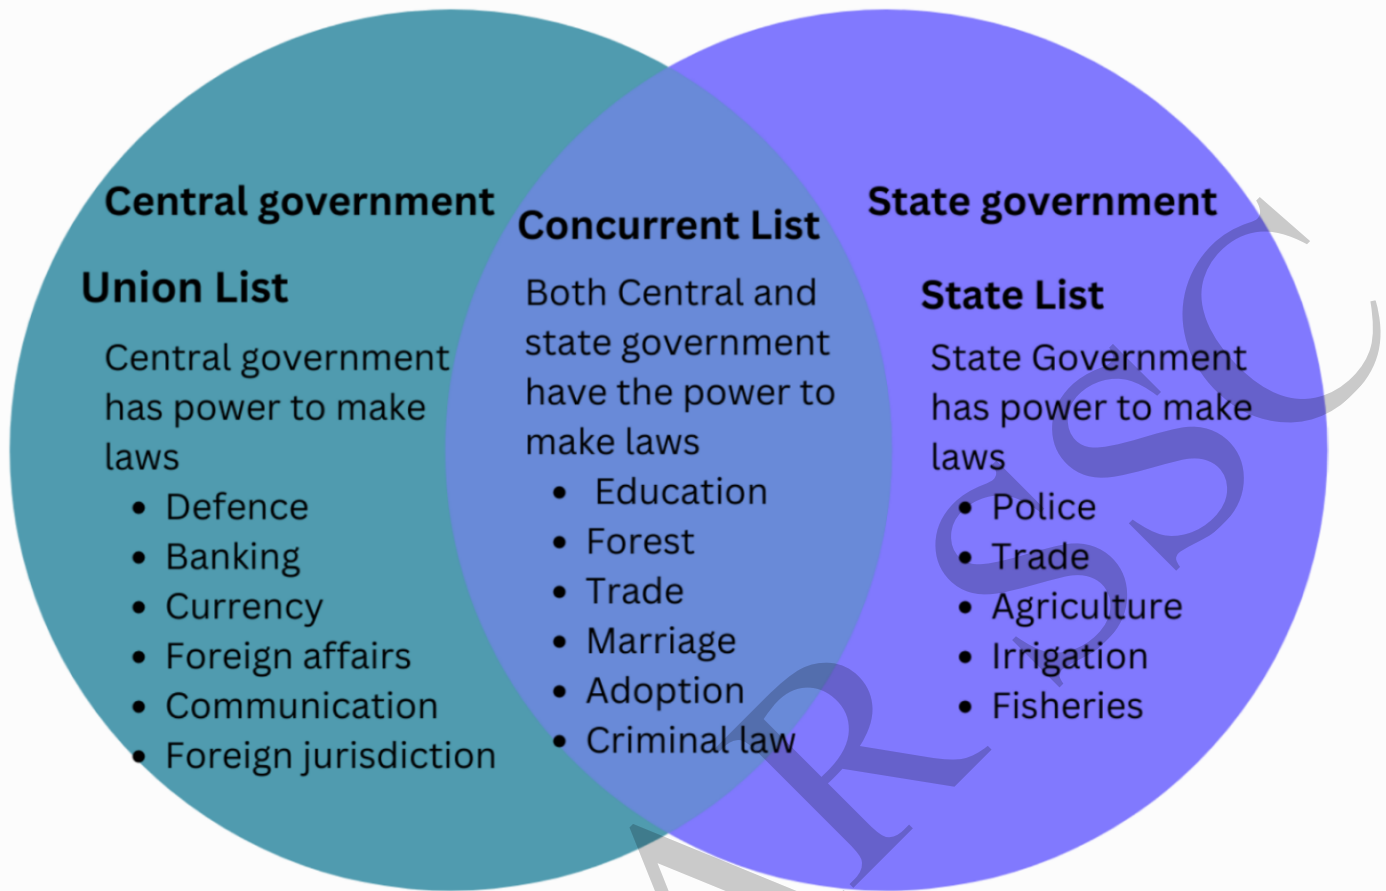 Central government
Union List
Central government
has power to make
laws
• Defence
• Banking
• Currency
• Foreign affairs
• Communication
• Foreign jurisdiction
Concurrent List
Both Central and
state government
have the power to
make laws
• Education
• Forest
• Trade
• Marriage
• Adoption
• Criminal law
State government
State List
State Government
has power to make
laws
• Police
• Trade
• Agriculture
• Irrigation
• Fisheries